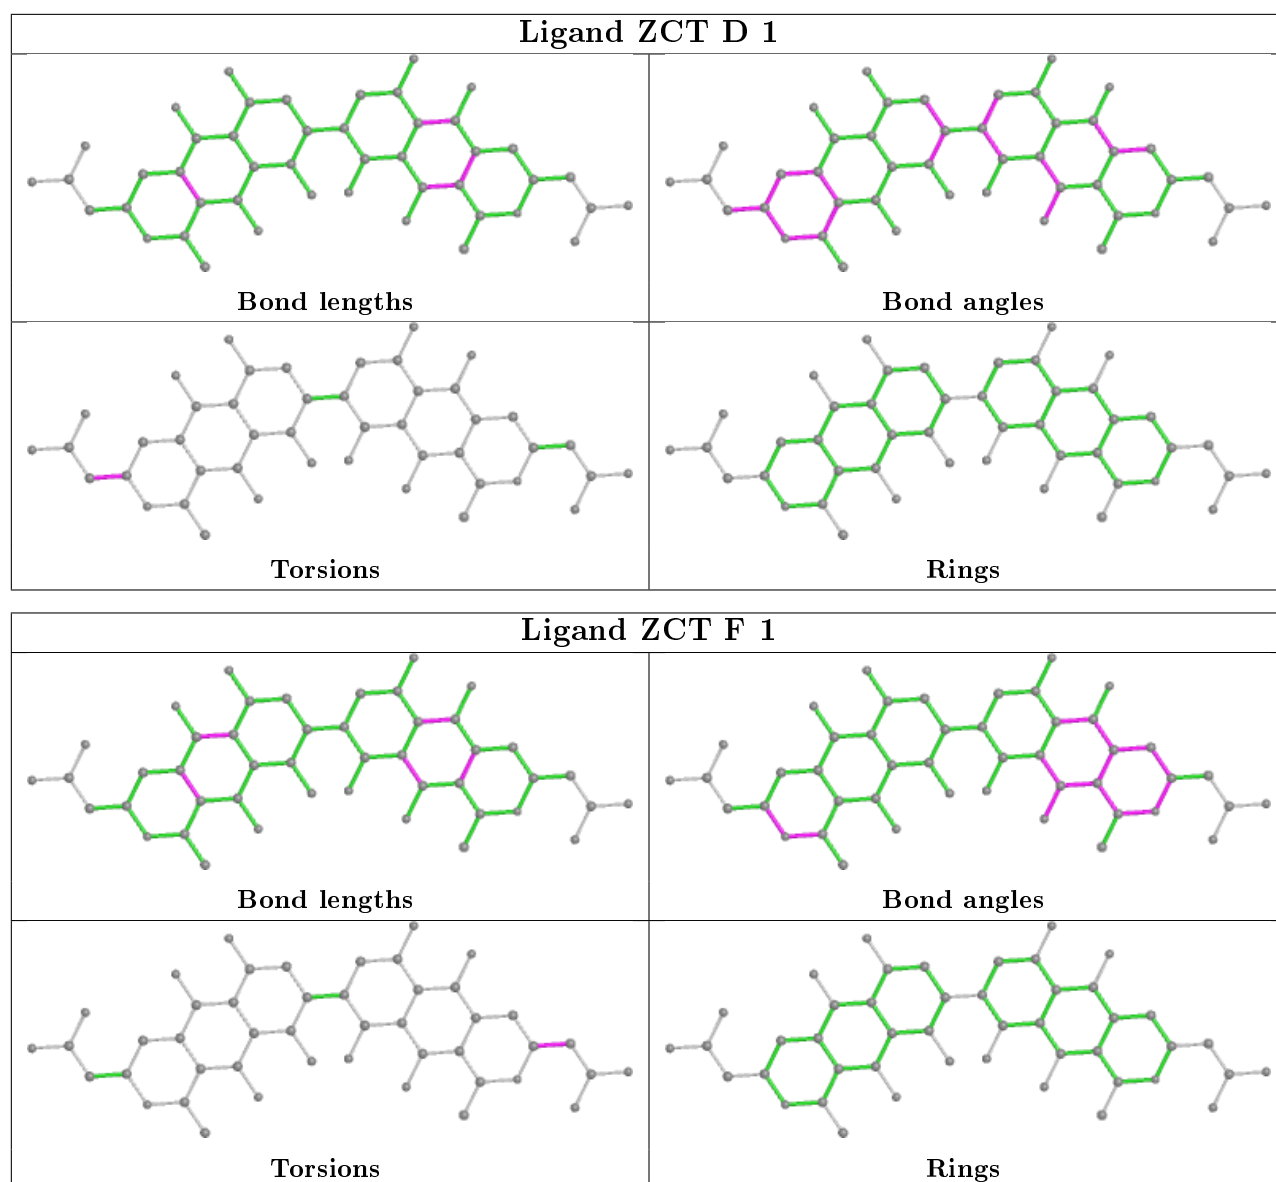 Ligand ZCT D 1
Bond lengths
Bond angles
Torsions
Rings
Ligand ZCT F 1
Bond lengths
Bond angles
Torsions
Rings